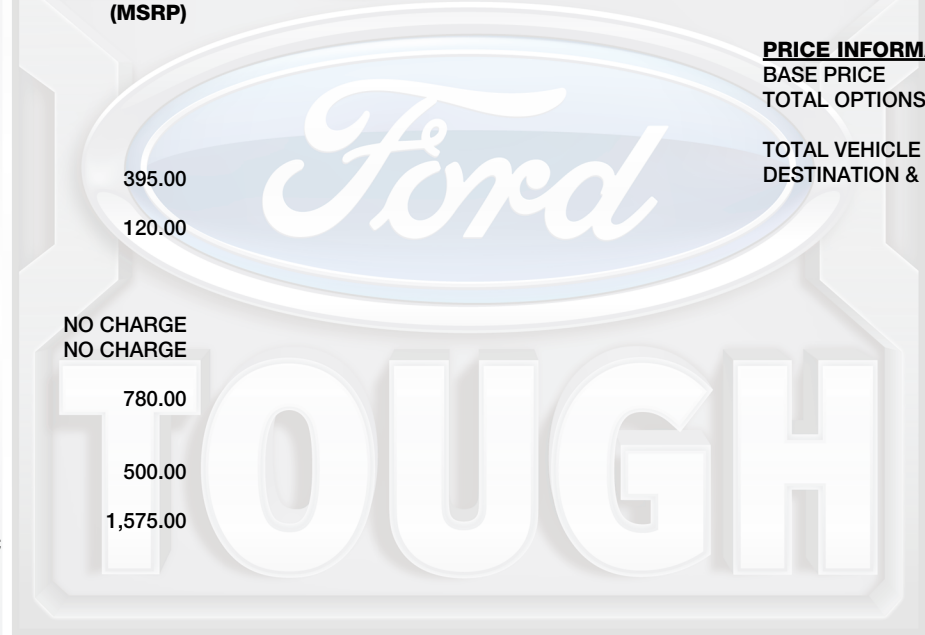 (MSRP)
395.00
120.00
NO CHARGE
NO CHARGE
780.00
500.00
1,575.00
PRICE INFORMA
BASE PRICE
TOTAL OPTIONS
TOTAL VEHICLE
DESTINATION &
Ford
TOUGH